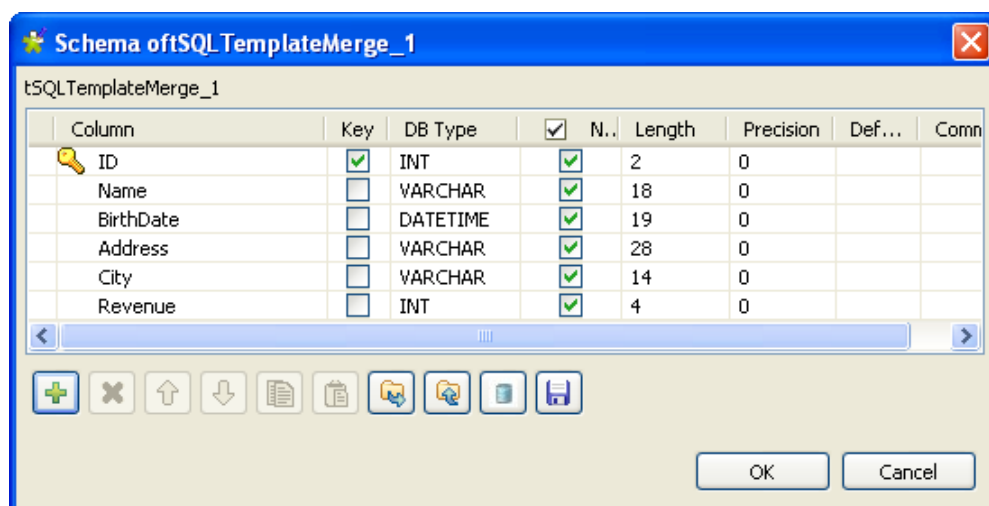 Schema oftSQLTemplateMerge_1
tSQLTemplateMerge_1
Column Key DB Type N.. Length Precision Def... Comn
ID INT 2 0
Name VARCHAR 18 0
BirthDate DATETIME 19 0
Address VARCHAR 28 0
City VARCHAR 14 0
Revenue INT 4 0
OK Cancel